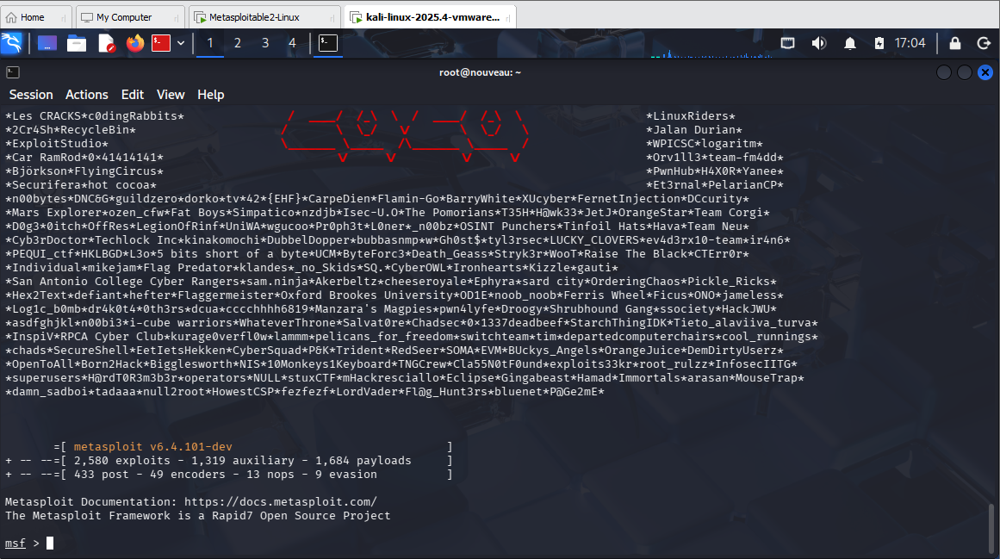 Home My Computer Metasploitable2-Linux kali-linux-2025.4-vmware...
1 2 3 4 17:04
root@nouveau: ~
Session Actions Edit View Help
*Les CRACKS*c0dingRabbits* *LinuxRiders*
*2Cr4Sh*RecycleBin* *Jalan Durian*
*ExploitStudio* *WPICSC*logaritm*
*Car RamRod*0×41414141* *Orv1ll3*team-fm4dd*
*Björkson*FlyingCircus* *PwnHub*H4X0R*Yanee*
*Securifera*hot cocoa* *Et3rnal*PelarianCP*
*n00bytes*DNC&G*guildzero*dorko*tv*42*{EHF}*CarpeDien*Flamin-Go*BarryWhite*XUcyber*FernetInjection*DCcurity*
*Mars Explorer*ozen_cfw*Fat Boys*Simpatico*nzdjb*Isec-U.O*The Pomorians*T35H*H@wk33*JetJ*OrangeStar*Team Corgi*
*D0g3*0itch*OffRes*LegionOfRinf*UniWA*wgucoo*Pr0ph3t*L0ner*_n00bz*OSINT Punchers*Tinfoil Hats*Hava*Team Neu*
*Cyb3rDoctor*Techlock Inc*kinakomochi*DubbelDopper*bubbasnmp*w*Gh0st$*tyl3rsec*LUCKY_CLOVERS*ev4d3rx10-team*ir4n6*
*PEQUI_ctf*HKLBGD*L3o*5 bits short of a byte*UCM*ByteForc3*Death_Geass*Stryk3r*WooT*Raise The Black*CTErr0r*
*Individual*mikejam*Flag Predator*klandes*_no_Skids*SQ.*CyberOWL*Ironhearts*Kizzle*gauti*
*San Antonio College Cyber Rangers*sam.ninja*Akerbeltz*cheeseroyale*Ephyra*sard city*OrderingChaos*Pickle_Ricks*
*Hex2Text*defiant*hefter*Flaggermeister*Oxford Brookes University*OD1E*noob_noob*Ferris Wheel*Ficus*ONO*jameless*
*Log1c_b0mb*dr4k0t4*0th3rs*dcua*cccchhhh6819*Manzara's Magpies*pwn4lyfe*Droogy*Shrubhound Gang*ssociety*HackJWU*
*asdfghjkl*n00bi3*i-cube warriors*WhateverThrone*Salvat0re*Chadsec*0×1337deadbeef*StarchThingIDK*Tieto_alaviiva_turva*
*InspiV*RPCA Cyber Club*kurage0verfl0w*lammm*pelicans_for_freedom*switchteam*tim*departedcomputerchairs*cool_runnings*
*chads*SecureShell*EetIetsHekken*CyberSquad*P&K*Trident*RedSeer*SOMA*EVM*BUckys_Angels*OrangeJuice*DemDirtyUserz*
*OpenToAll*Born2Hack*Bigglesworth*NIS*10Monkeys1Keyboard*TNGCrew*Cla55N0tF0und*exploits33kr*root_rulzz*InfosecIITG*
*superusers*H@rdT0R3m3b3r*operators*NULL*stuxCTF*mHackresciallo*Eclipse*Gingabeast*Hamad*Immortals*arasan*MouseTrap*
*damn_sadboi*tadaaa*null2root*HowestCSP*fezfezf*LordVader*Fl@g_Hunt3rs*bluenet*P@Ge2mE*
=[ metasploit v6.4.101-dev ]
+ -- --=[ 2,580 exploits - 1,319 auxiliary - 1,684 payloads ]
+ -- --=[ 433 post - 49 encoders - 13 nops - 9 evasion ]
Metasploit Documentation: https://docs.metasploit.com/
The Metasploit Framework is a Rapid7 Open Source Project
msf >